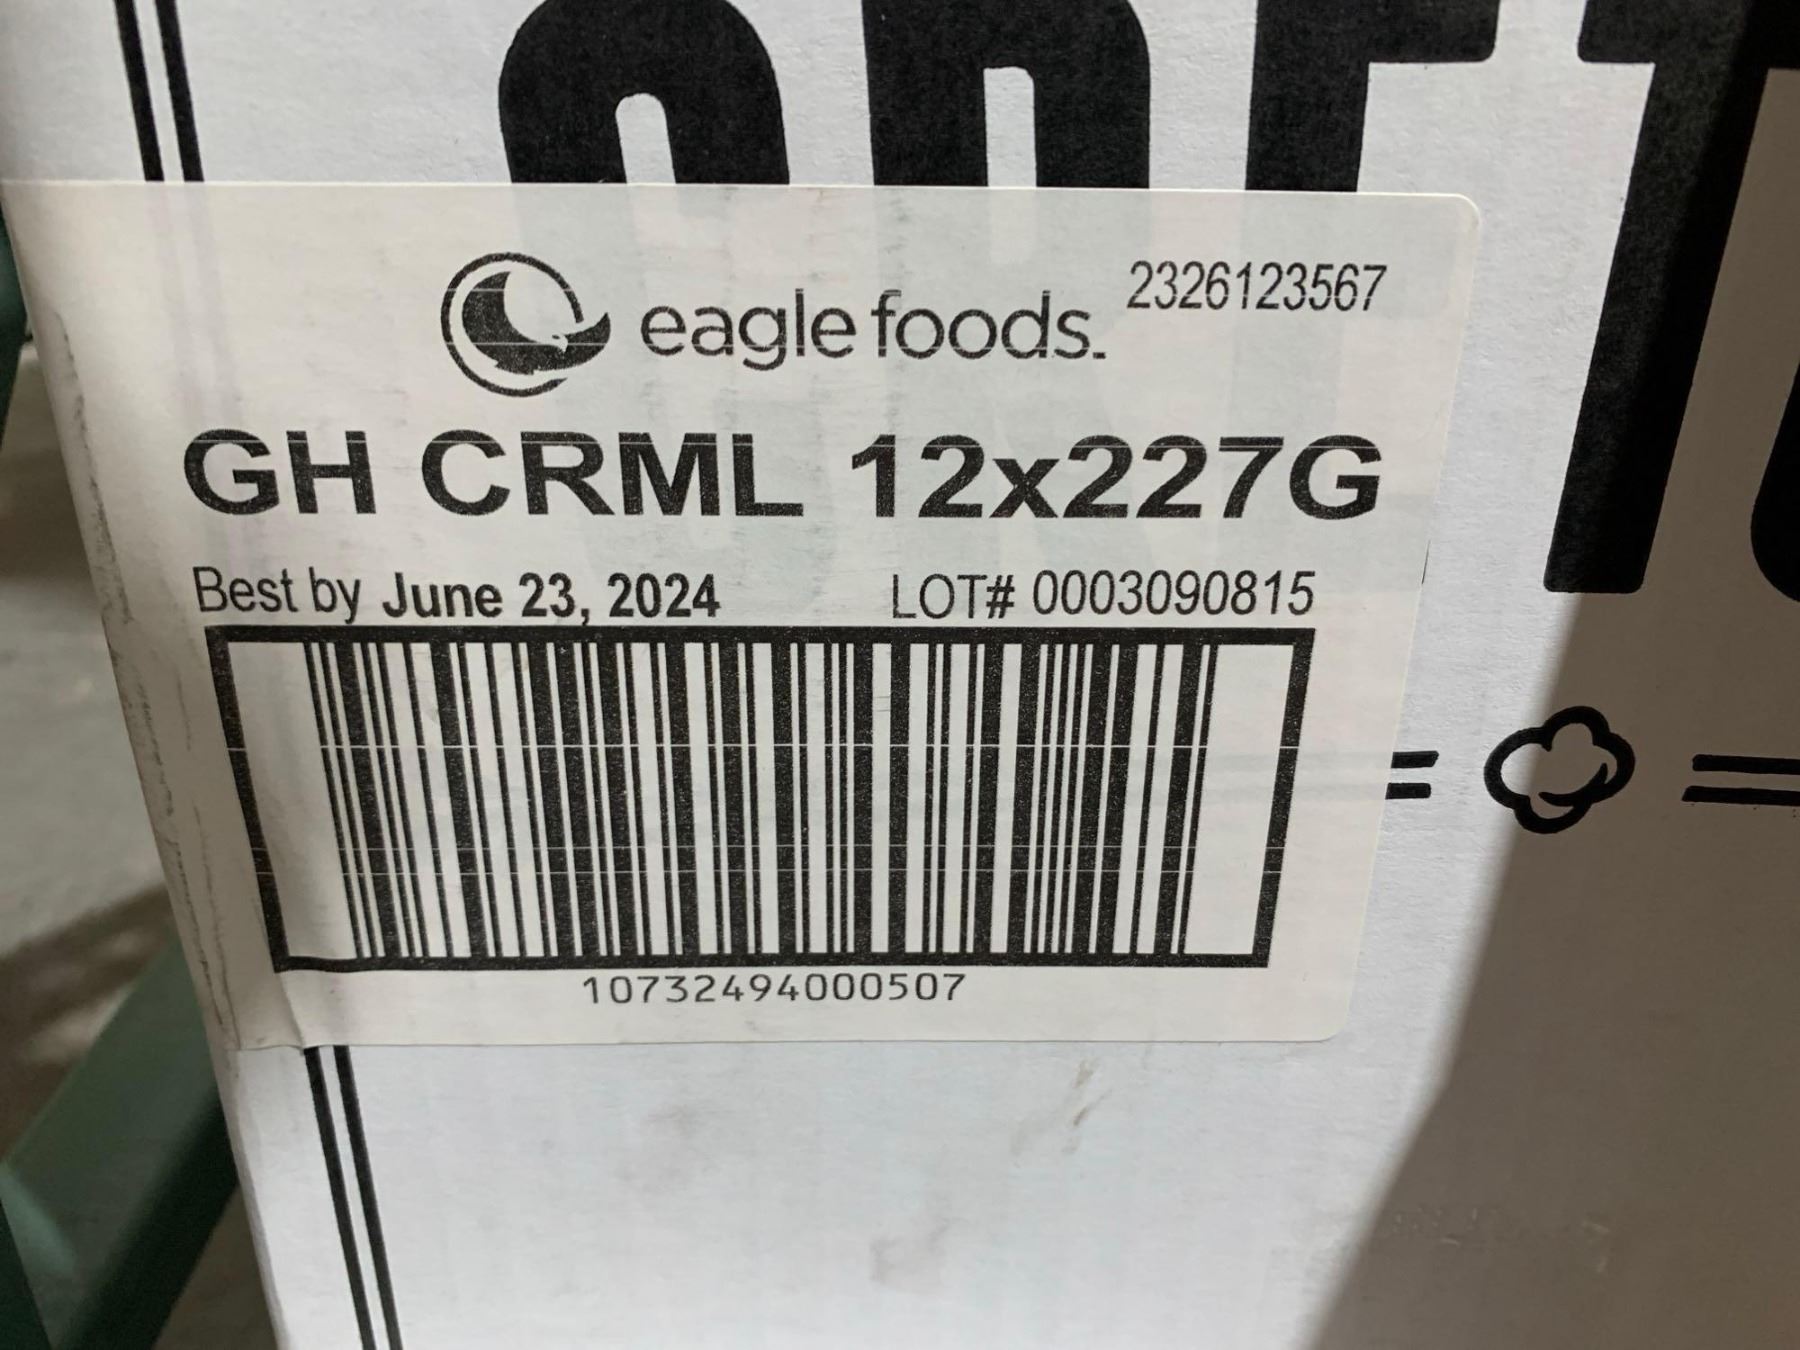 eagle foods.
2326123567
GH CRML 12x227G
Best by June 23, 2024
LOT# 0003090815
10732494000507